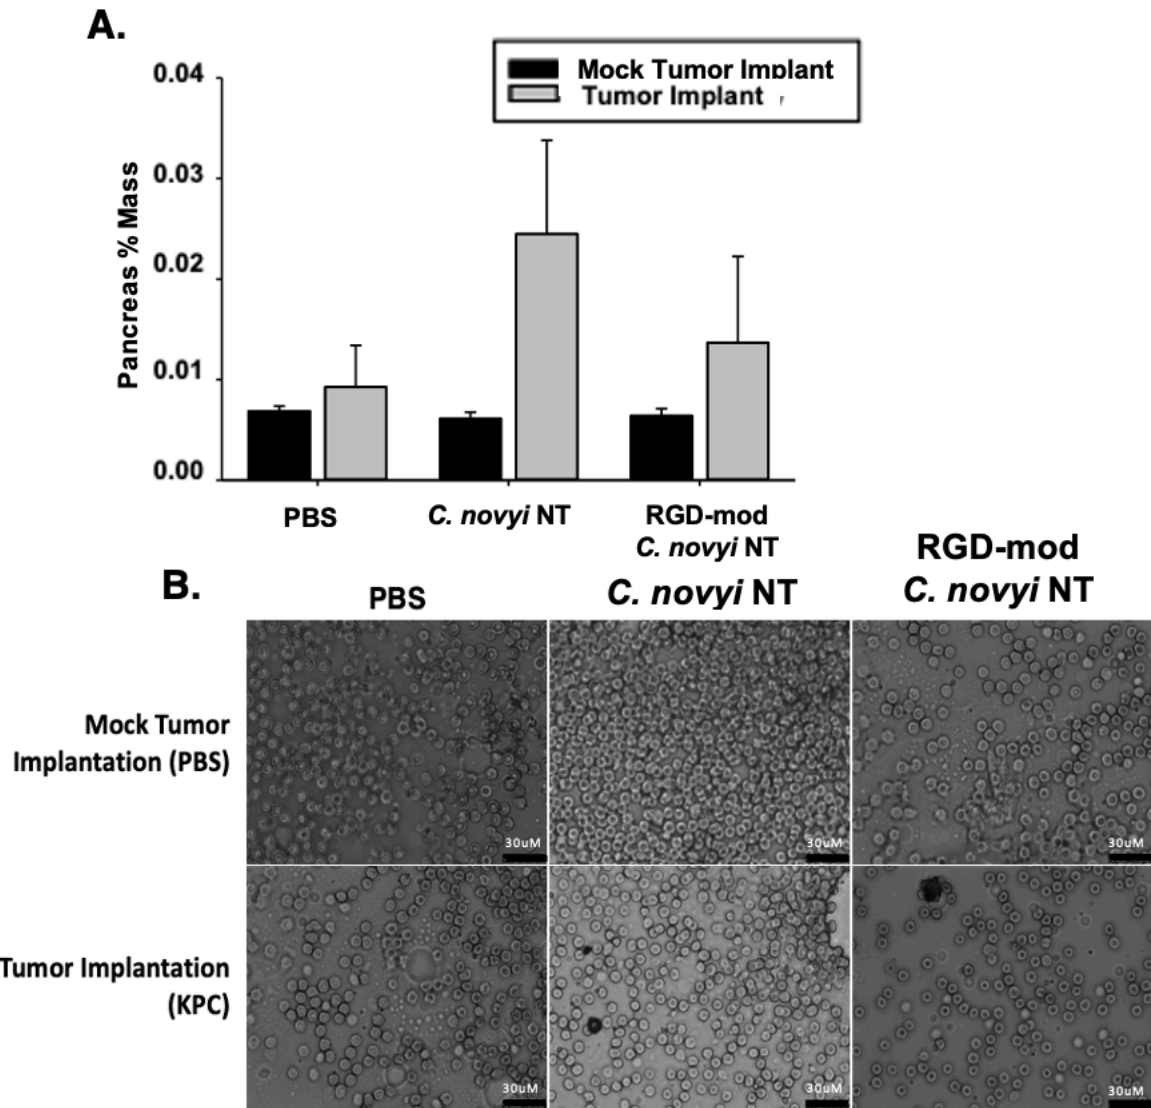 A.
Mock Tumor Implant
Tumor Implant
0.04
0.03
0.02
0.01
0.00
Pancreas % Mass
PBS
C. novyi NT
RGD-mod
C. novyi NT
B.
PBS
C. novyi NT
RGD-mod
C. novyi NT
Mock Tumor
Implantation (PBS)
30uM
30uM
30uM
Tumor Implantation
(KPC)
30uM
30uM
30uM